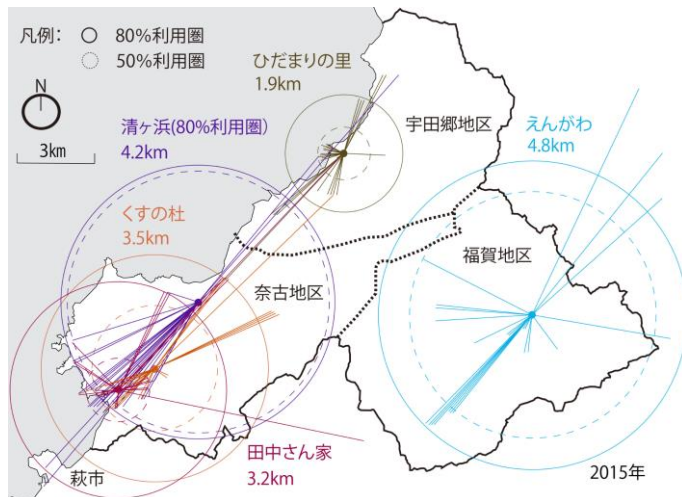 凡例： 80%利用圏
50%利用圏
N
3km
ひだまりの里
1.9km
宇田郷地区
えんがわ
4.8km
清ヶ浜(80%利用圏)
4.2km
くすの杜
3.5km
福賀地区
奈古地区
田中さん家
3.2km
萩市
2015年